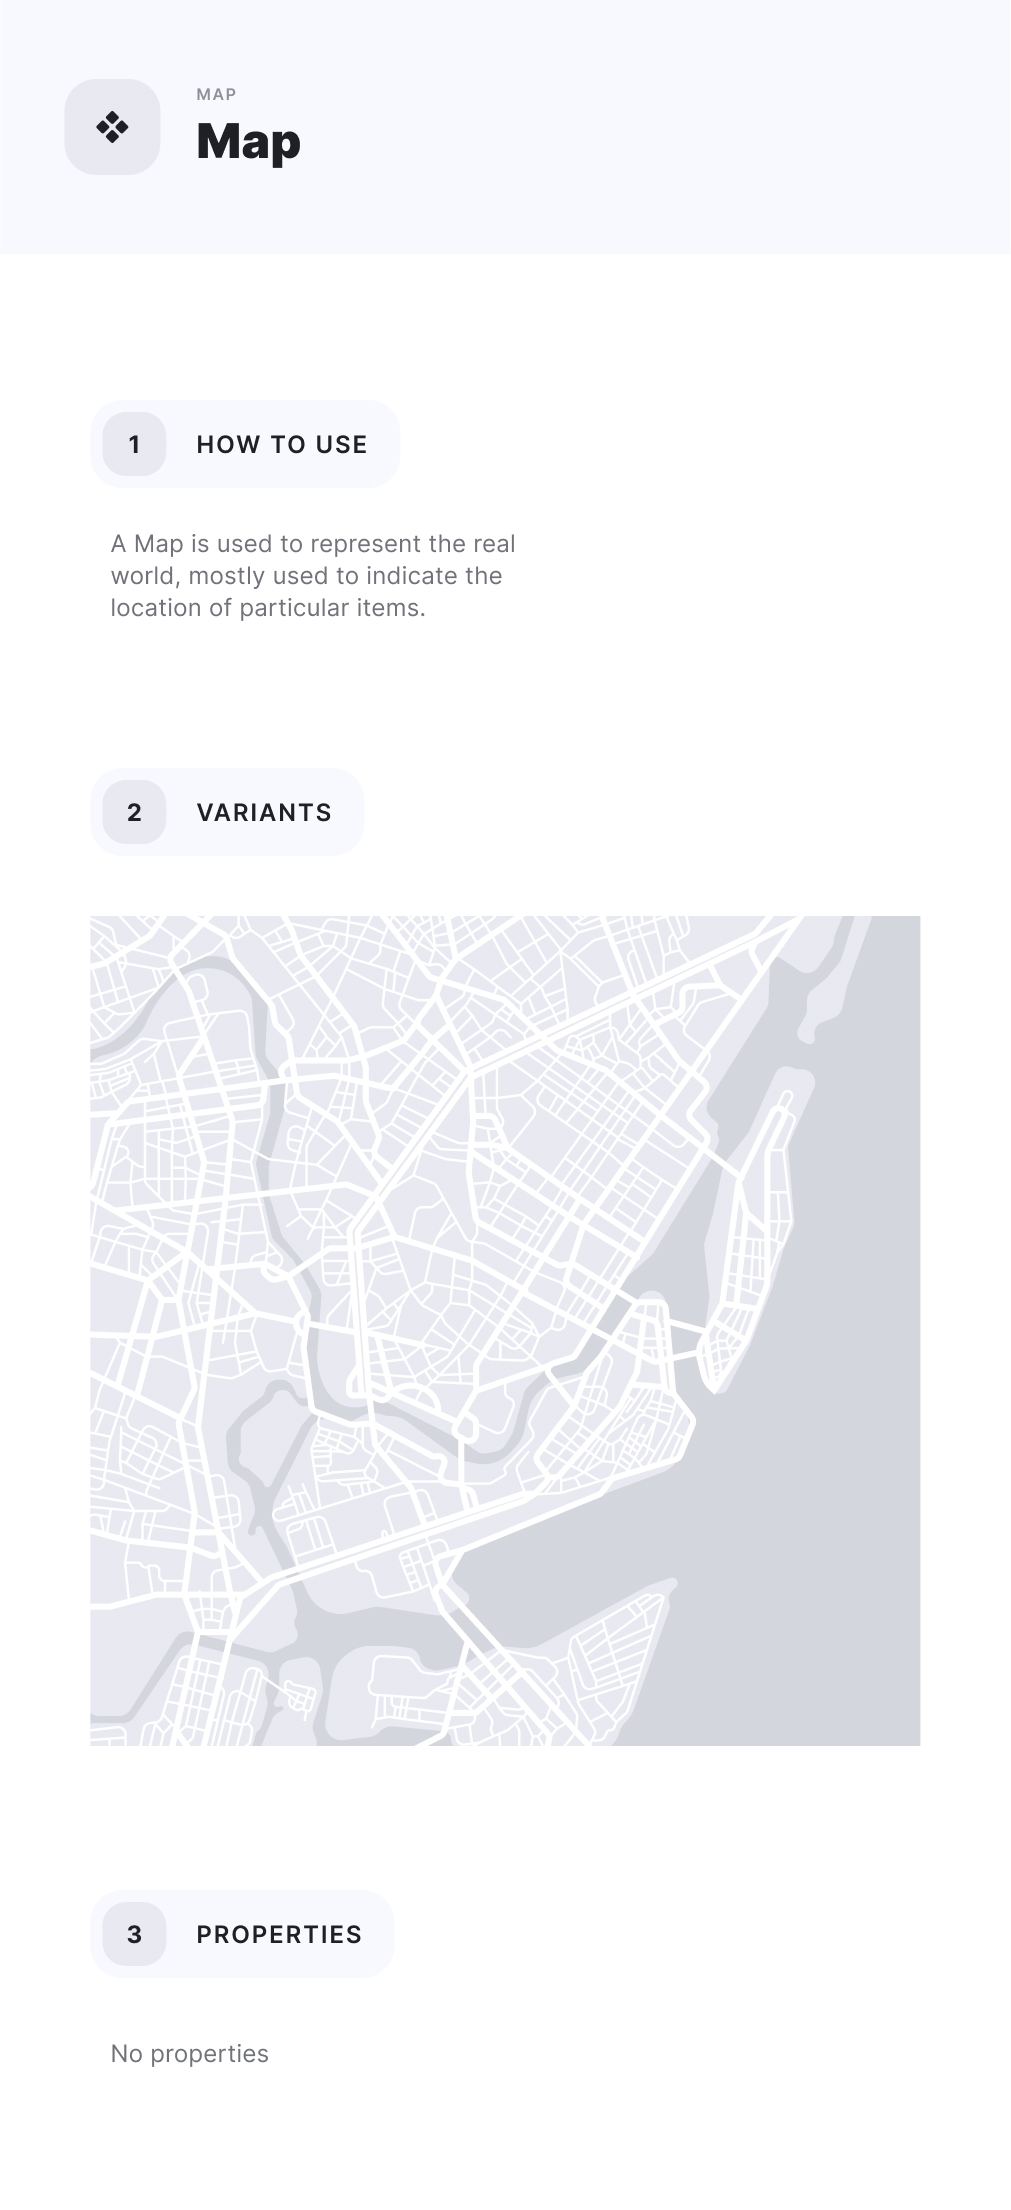 MAP
Map
1
HOW TO USE
A Map is used to represent the real
world, mostly used to indicate the
location of particular items.
2
VARIANTS
3
PROPERTIES
No properties